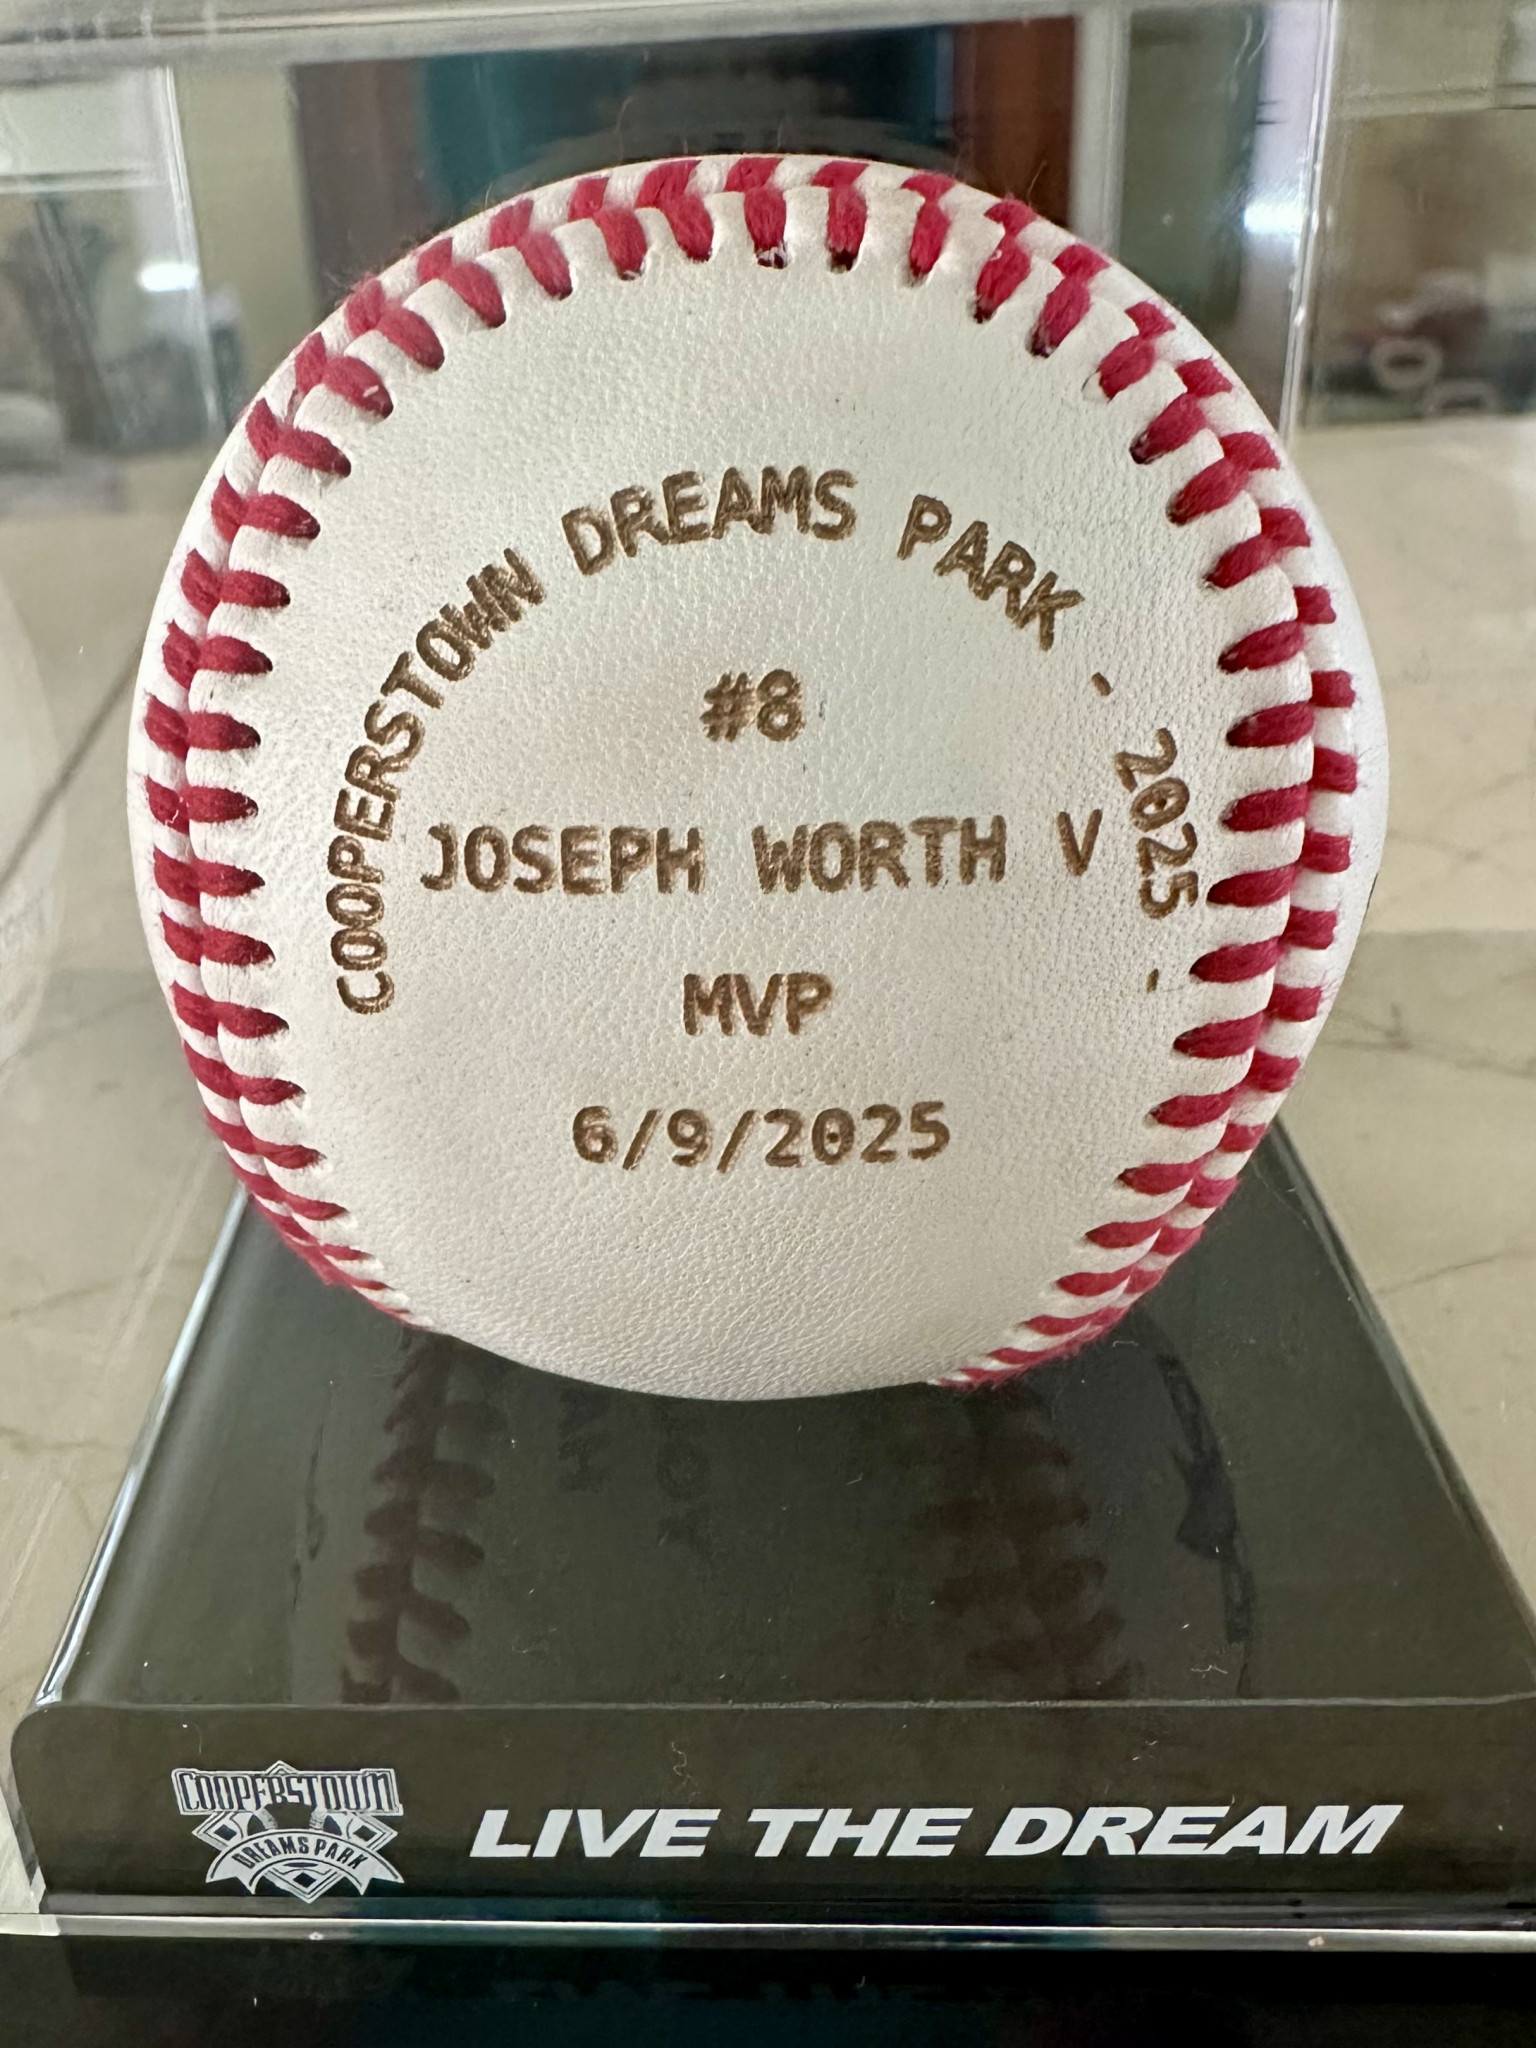 COOPERSTOWN DREAMS PARK - 2025 -
#8
JOSEPH WORTH V
MVP
6/9/2025
COOPERSTOWN
DREAMS PARK
LIVE THE DREAM